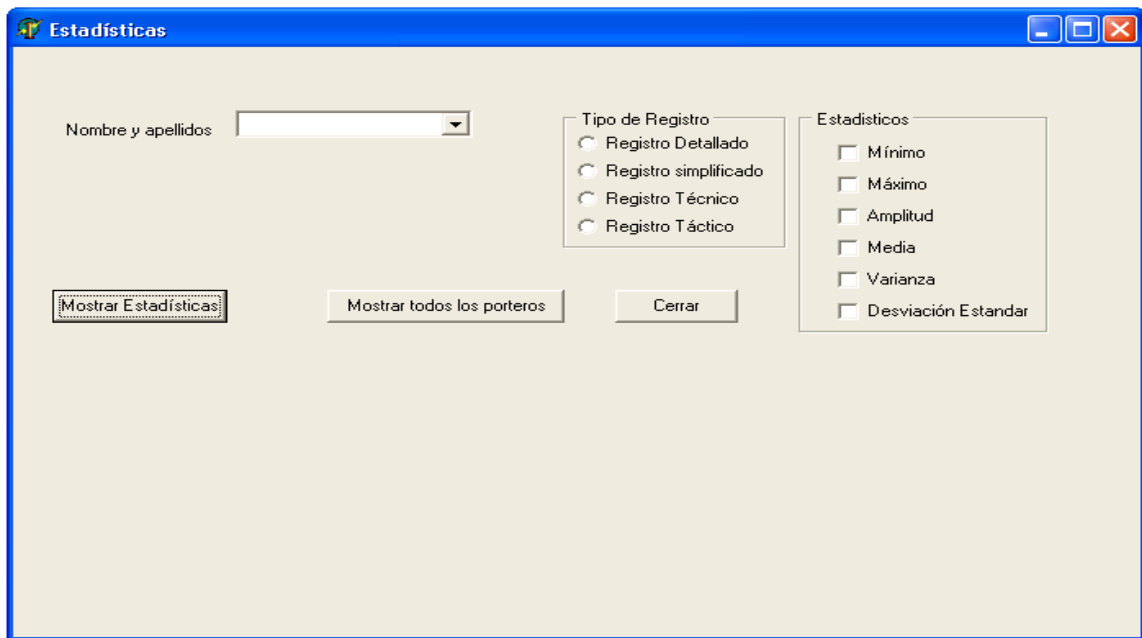 Estadísticas
Nombre y apellidos
Tipo de Registro
Registro Detallado
Registro simplificado
Registro Técnico
Registro Táctico
Estadisticos
Mínimo
Máximo
Amplitud
Media
Varianza
Desviación Estandar
Mostrar Estadísticas
Mostrar todos los porteros
Cerrar